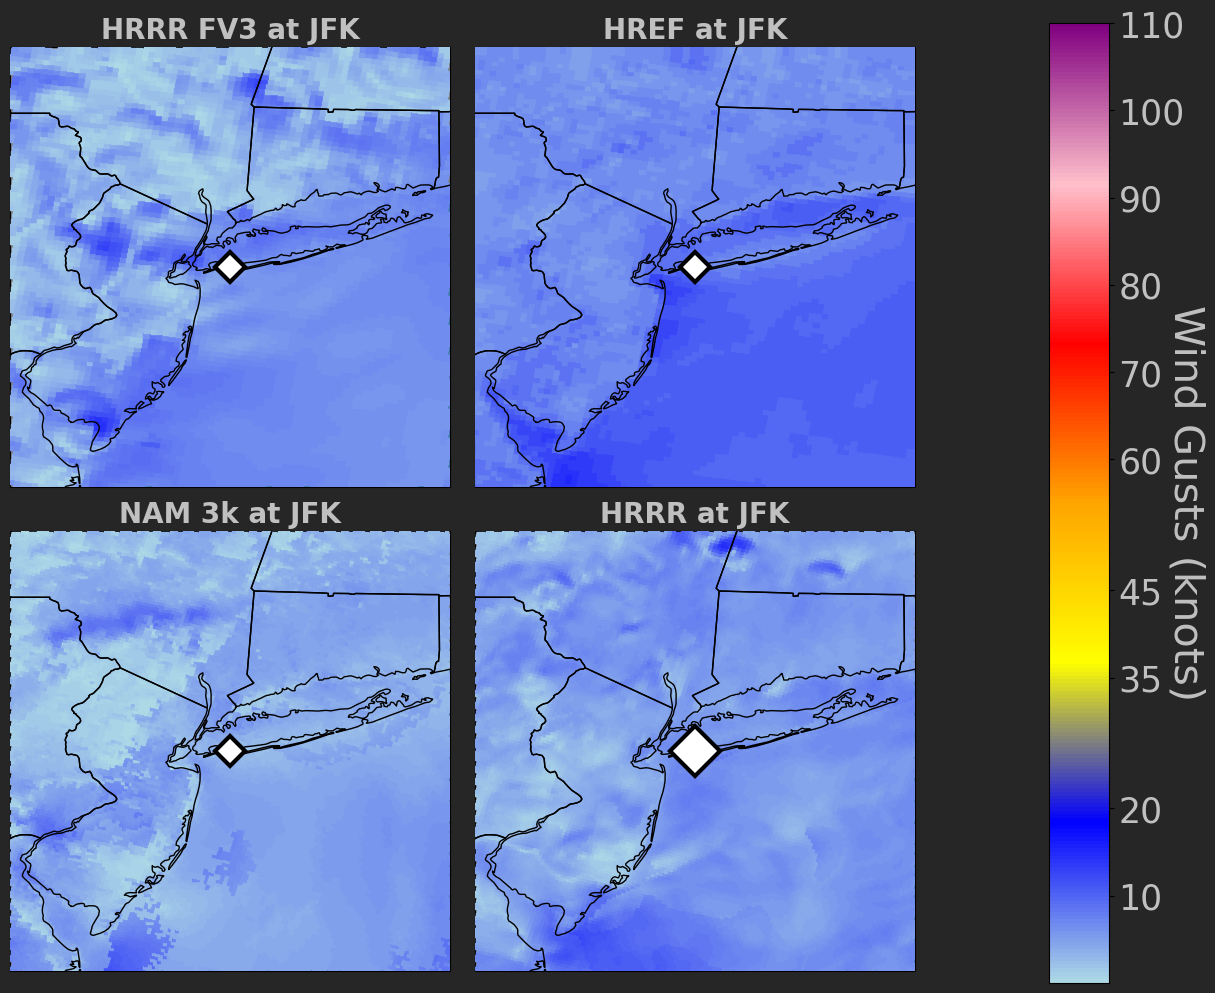 HRRR FV3 at JFK
HREF at JFK
NAM 3k at JFK
HRRR at JFK
110
100
90
80
70
60
45
35
20
10
Wind Gusts (knots)